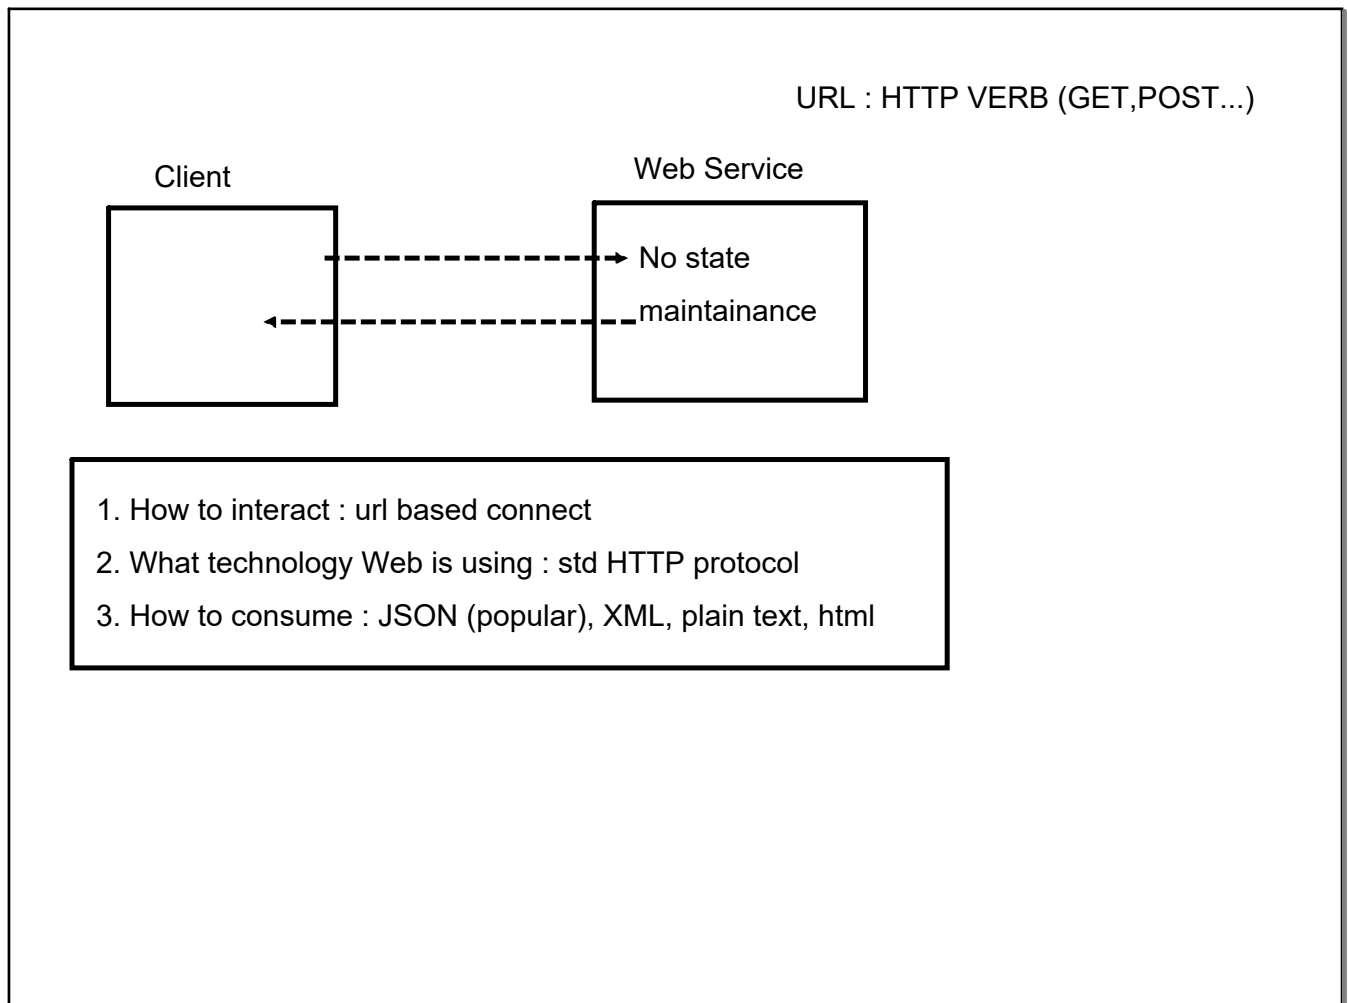 URL : HTTP VERB (GET,POST...)
Client
Web Service
No state
maintainance
1. How to interact : url based connect
2. What technology Web is using : std HTTP protocol
3. How to consume : JSON (popular), XML, plain text, html